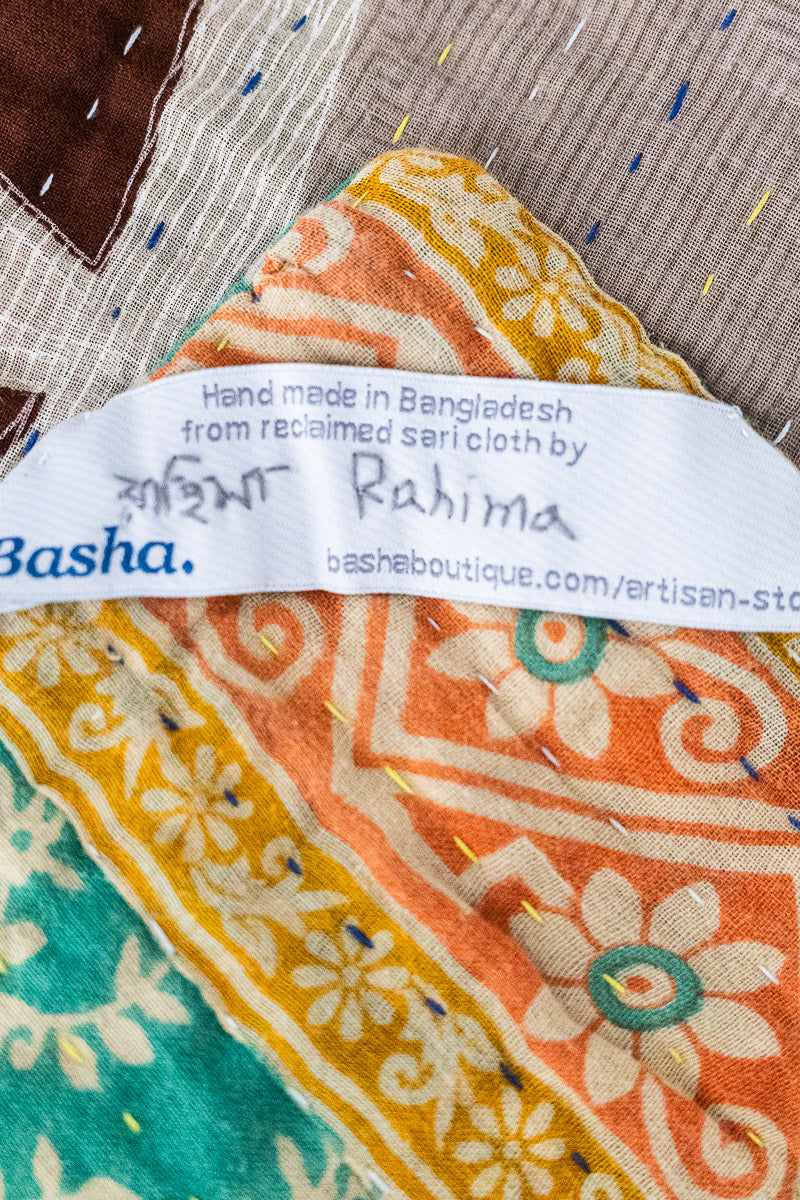 Hand made in Bangladesh
from reclaimed sari cloth by
রাহিমা Rahima
Basha.
bashaboutique.com/artisan-sto